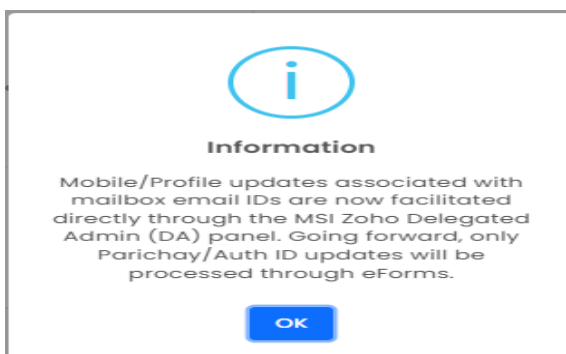 Information
Mobile/Profile updates associated with
mailbox email IDs are now facilitated
directly through the MSI Zoho Delegated
Admin (DA) panel. Going forward, only
Parichay/Auth ID updates will be
processed through eForms.
OK